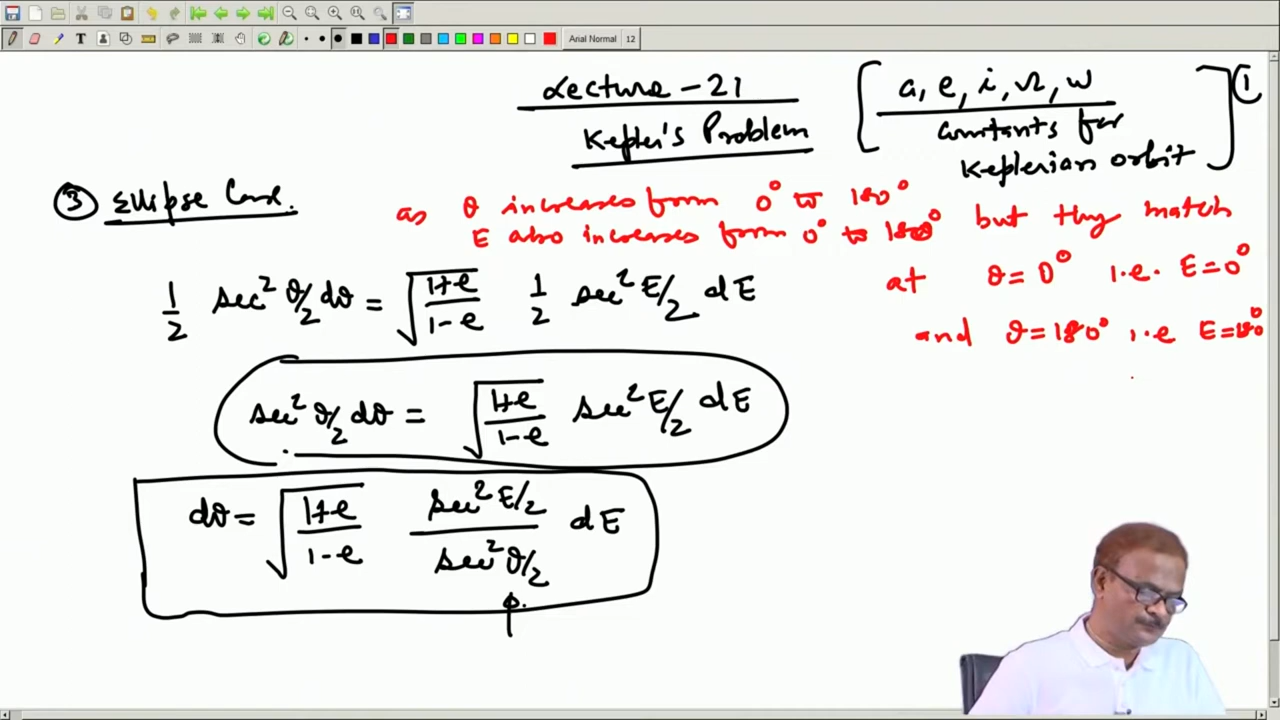 Arial Normal 12
Lecture - 21
Kepler's Problem
[a, e, i, Ω, ω
constants for
Keplerian orbit] ①
③ Ellipse Case.
as θ increases from 0° to 180°
E also increases from 0° to 180° but they match
at θ = 0° i.e. E = 0°
and θ = 180° i.e E = 180°
1/2 sec² θ/2 dθ = √((1+e)/(1-e)) 1/2 sec² E/2 dE
sec² θ/2 dθ = √((1+e)/(1-e)) sec² E/2 dE
dθ = √((1+e)/(1-e)) (sec² E/2)/(sec² θ/2) dE